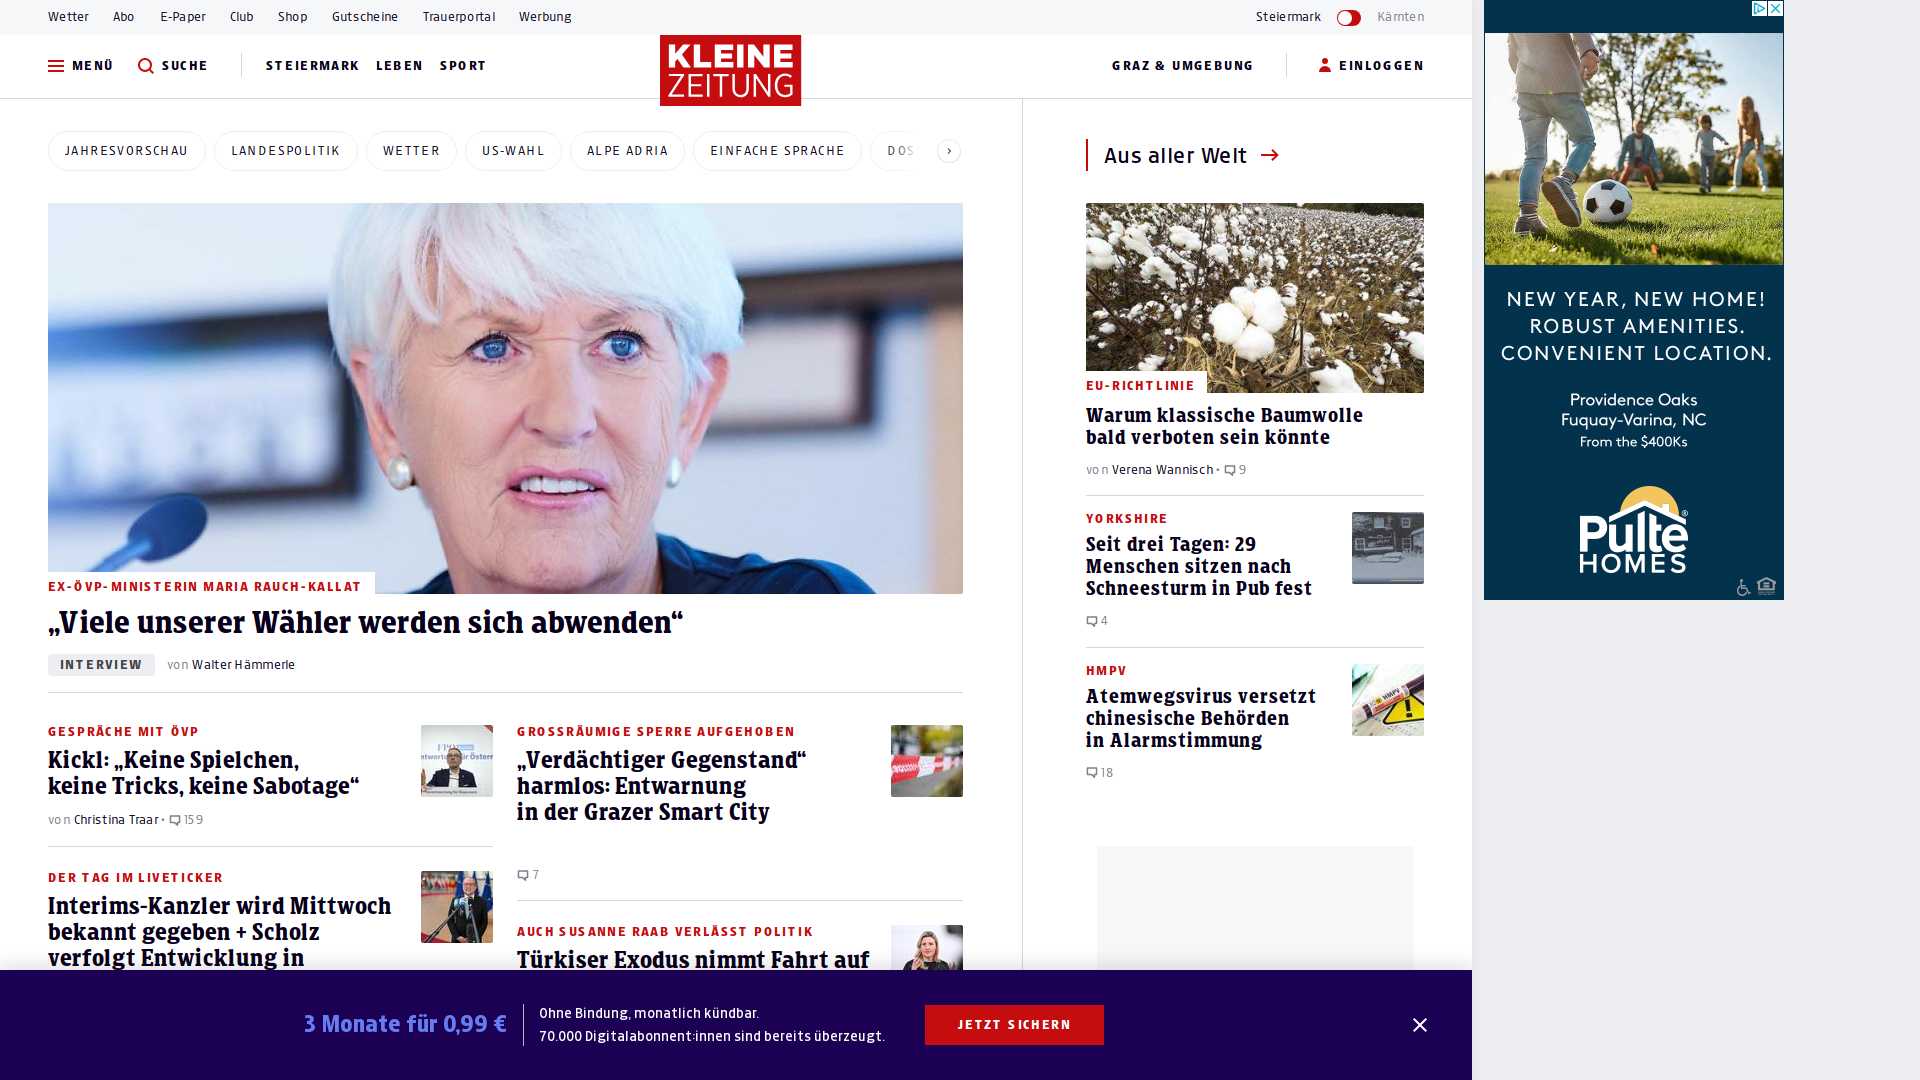 Wetter Abo E-Paper Club Shop Gutscheine Trauerportal Werbung Steiermark Kärnten
MENÜ SUCHE STEIERMARK LEBEN SPORT
KLEINE
ZEITUNG
GRAZ & UMGEBUNG EINLOGGEN
JAHRESVORSCHAU LANDESPOLITIK WETTER US-WAHL ALPE ADRIA EINFACHE SPRACHE DOS
EX-ÖVP-MINISTERIN MARIA RAUCH-KALLAT
„Viele unserer Wähler werden sich abwenden“
INTERVIEW von Walter Hämmerle
GESPRÄCHE MIT ÖVP
Kickl: „Keine Spielchen,
keine Tricks, keine Sabotage“
von Christina Traar • 159
DER TAG IM LIVETICKER
Interims-Kanzler wird Mittwoch
bekannt gegeben + Scholz
verfolgt Entwicklung in
GROSSRÄUMIGE SPERRE AUFGEHOBEN
„Verdächtiger Gegenstand“
harmlos: Entwarnung
in der Grazer Smart City
7
AUCH SUSANNE RAAB VERLÄSST POLITIK
Türkiser Exodus nimmt Fahrt auf
Aus aller Welt
EU-RICHTLINIE
Warum klassische Baumwolle
bald verboten sein könnte
von Verena Wannisch • 9
YORKSHIRE
Seit drei Tagen: 29
Menschen sitzen nach
Schneesturm in Pub fest
4
HMPV
Atemwegsvirus versetzt
chinesische Behörden
in Alarmstimmung
18
HMPV
NEW YEAR, NEW HOME!
ROBUST AMENITIES.
CONVENIENT LOCATION.
Providence Oaks
Fuquay-Varina, NC
From the $400Ks
Pulte®
HOMES
3 Monate für 0,99 €
Ohne Bindung, monatlich kündbar.
70.000 Digitalabonnent:innen sind bereits überzeugt.
JETZT SICHERN